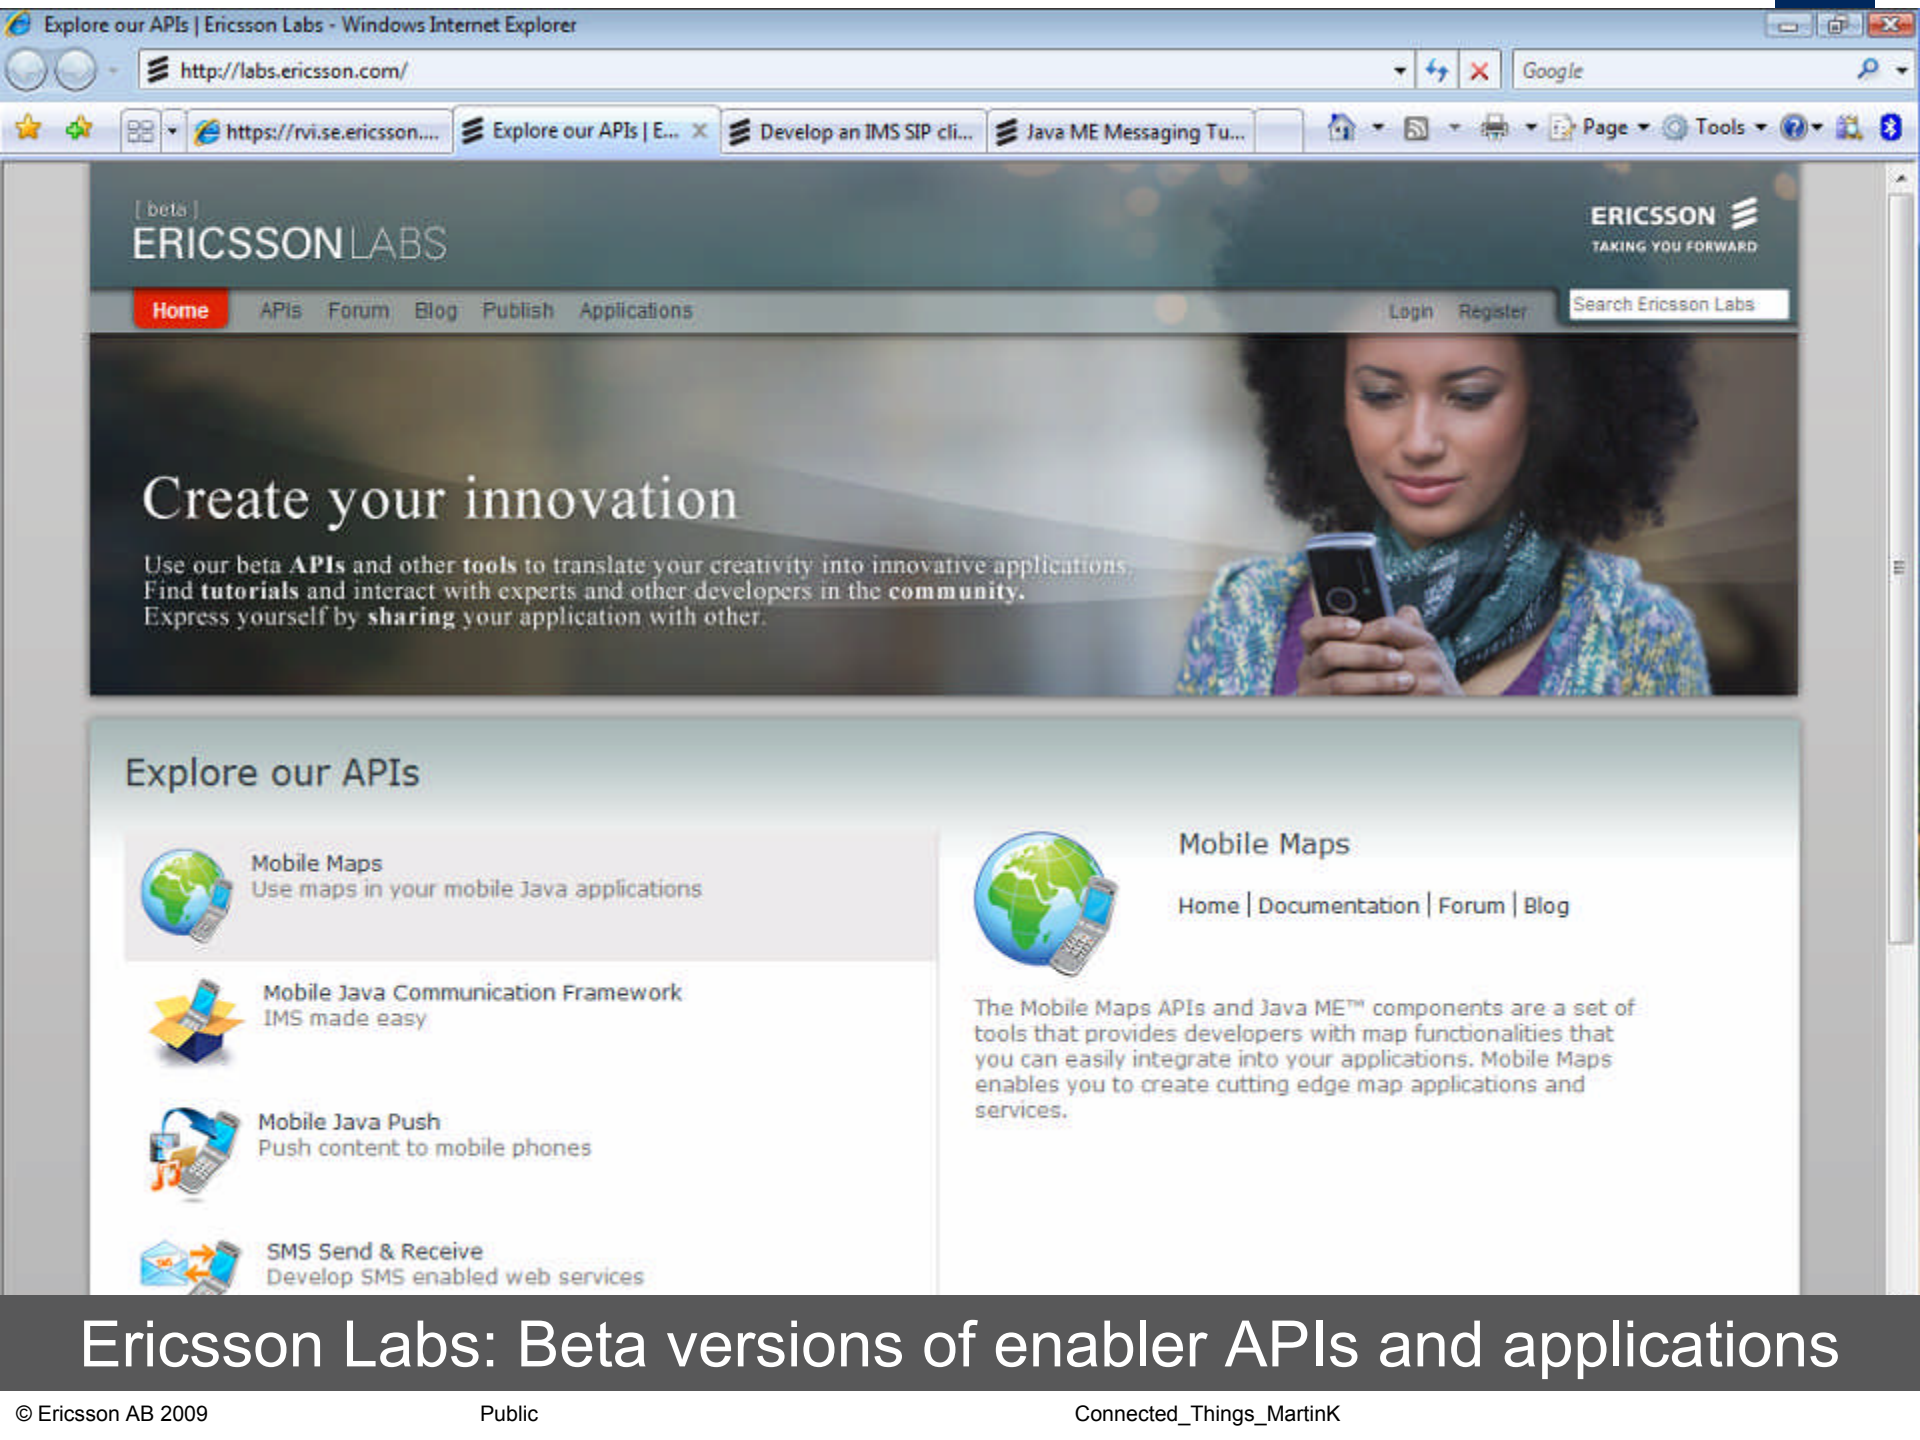 Explore our APIs | Ericsson Labs - Windows Internet Explorer
http://labs.ericsson.com/
Google
https://rvi.se.ericsson....
Explore our APIs | E...
Develop an IMS SIP cli...
Java ME Messaging Tu...
Page
Tools
[ beta ]
ERICSSONLABS
ERICSSON
TAKING YOU FORWARD
Home APIs Forum Blog Publish Applications
Login Register
Search Ericsson Labs
Create your innovation
Use our beta APIs and other tools to translate your creativity into innovative applications.
Find tutorials and interact with experts and other developers in the community.
Express yourself by sharing your application with other.
Explore our APIs
Mobile Maps
Use maps in your mobile Java applications
Mobile Java Communication Framework
IMS made easy
Mobile Java Push
Push content to mobile phones
SMS Send & Receive
Develop SMS enabled web services
Mobile Maps
Home | Documentation | Forum | Blog
The Mobile Maps APIs and Java ME™ components are a set of
tools that provides developers with map functionalities that
you can easily integrate into your applications. Mobile Maps
enables you to create cutting edge map applications and
services.
Ericsson Labs: Beta versions of enabler APIs and applications
© Ericsson AB 2009
Public
Connected_Things_MartinK